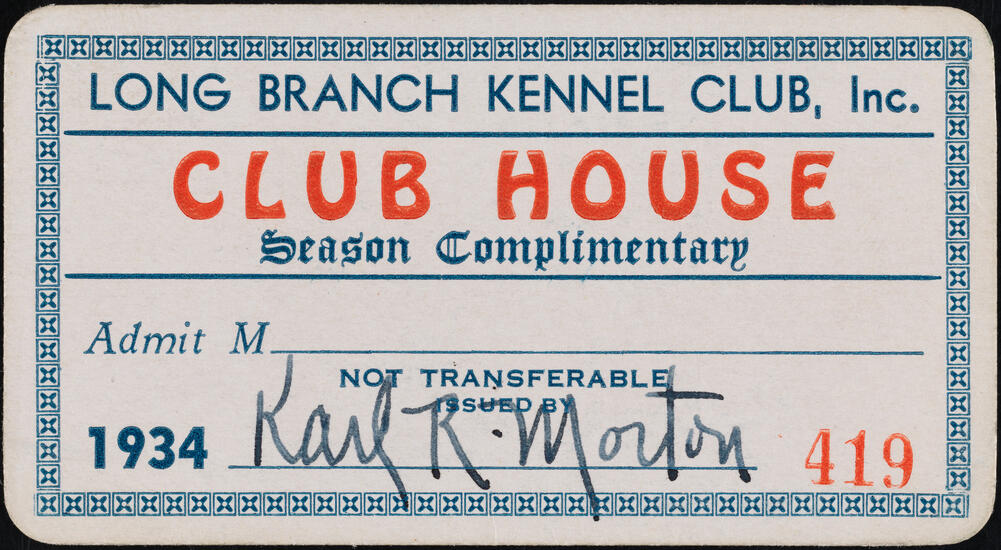 LONG BRANCH KENNEL CLUB, Inc.
CLUB HOUSE
Season Complimentary
Admit M
NOT TRANSFERABLE
ISSUED BY
1934 Karl R. Morton 419